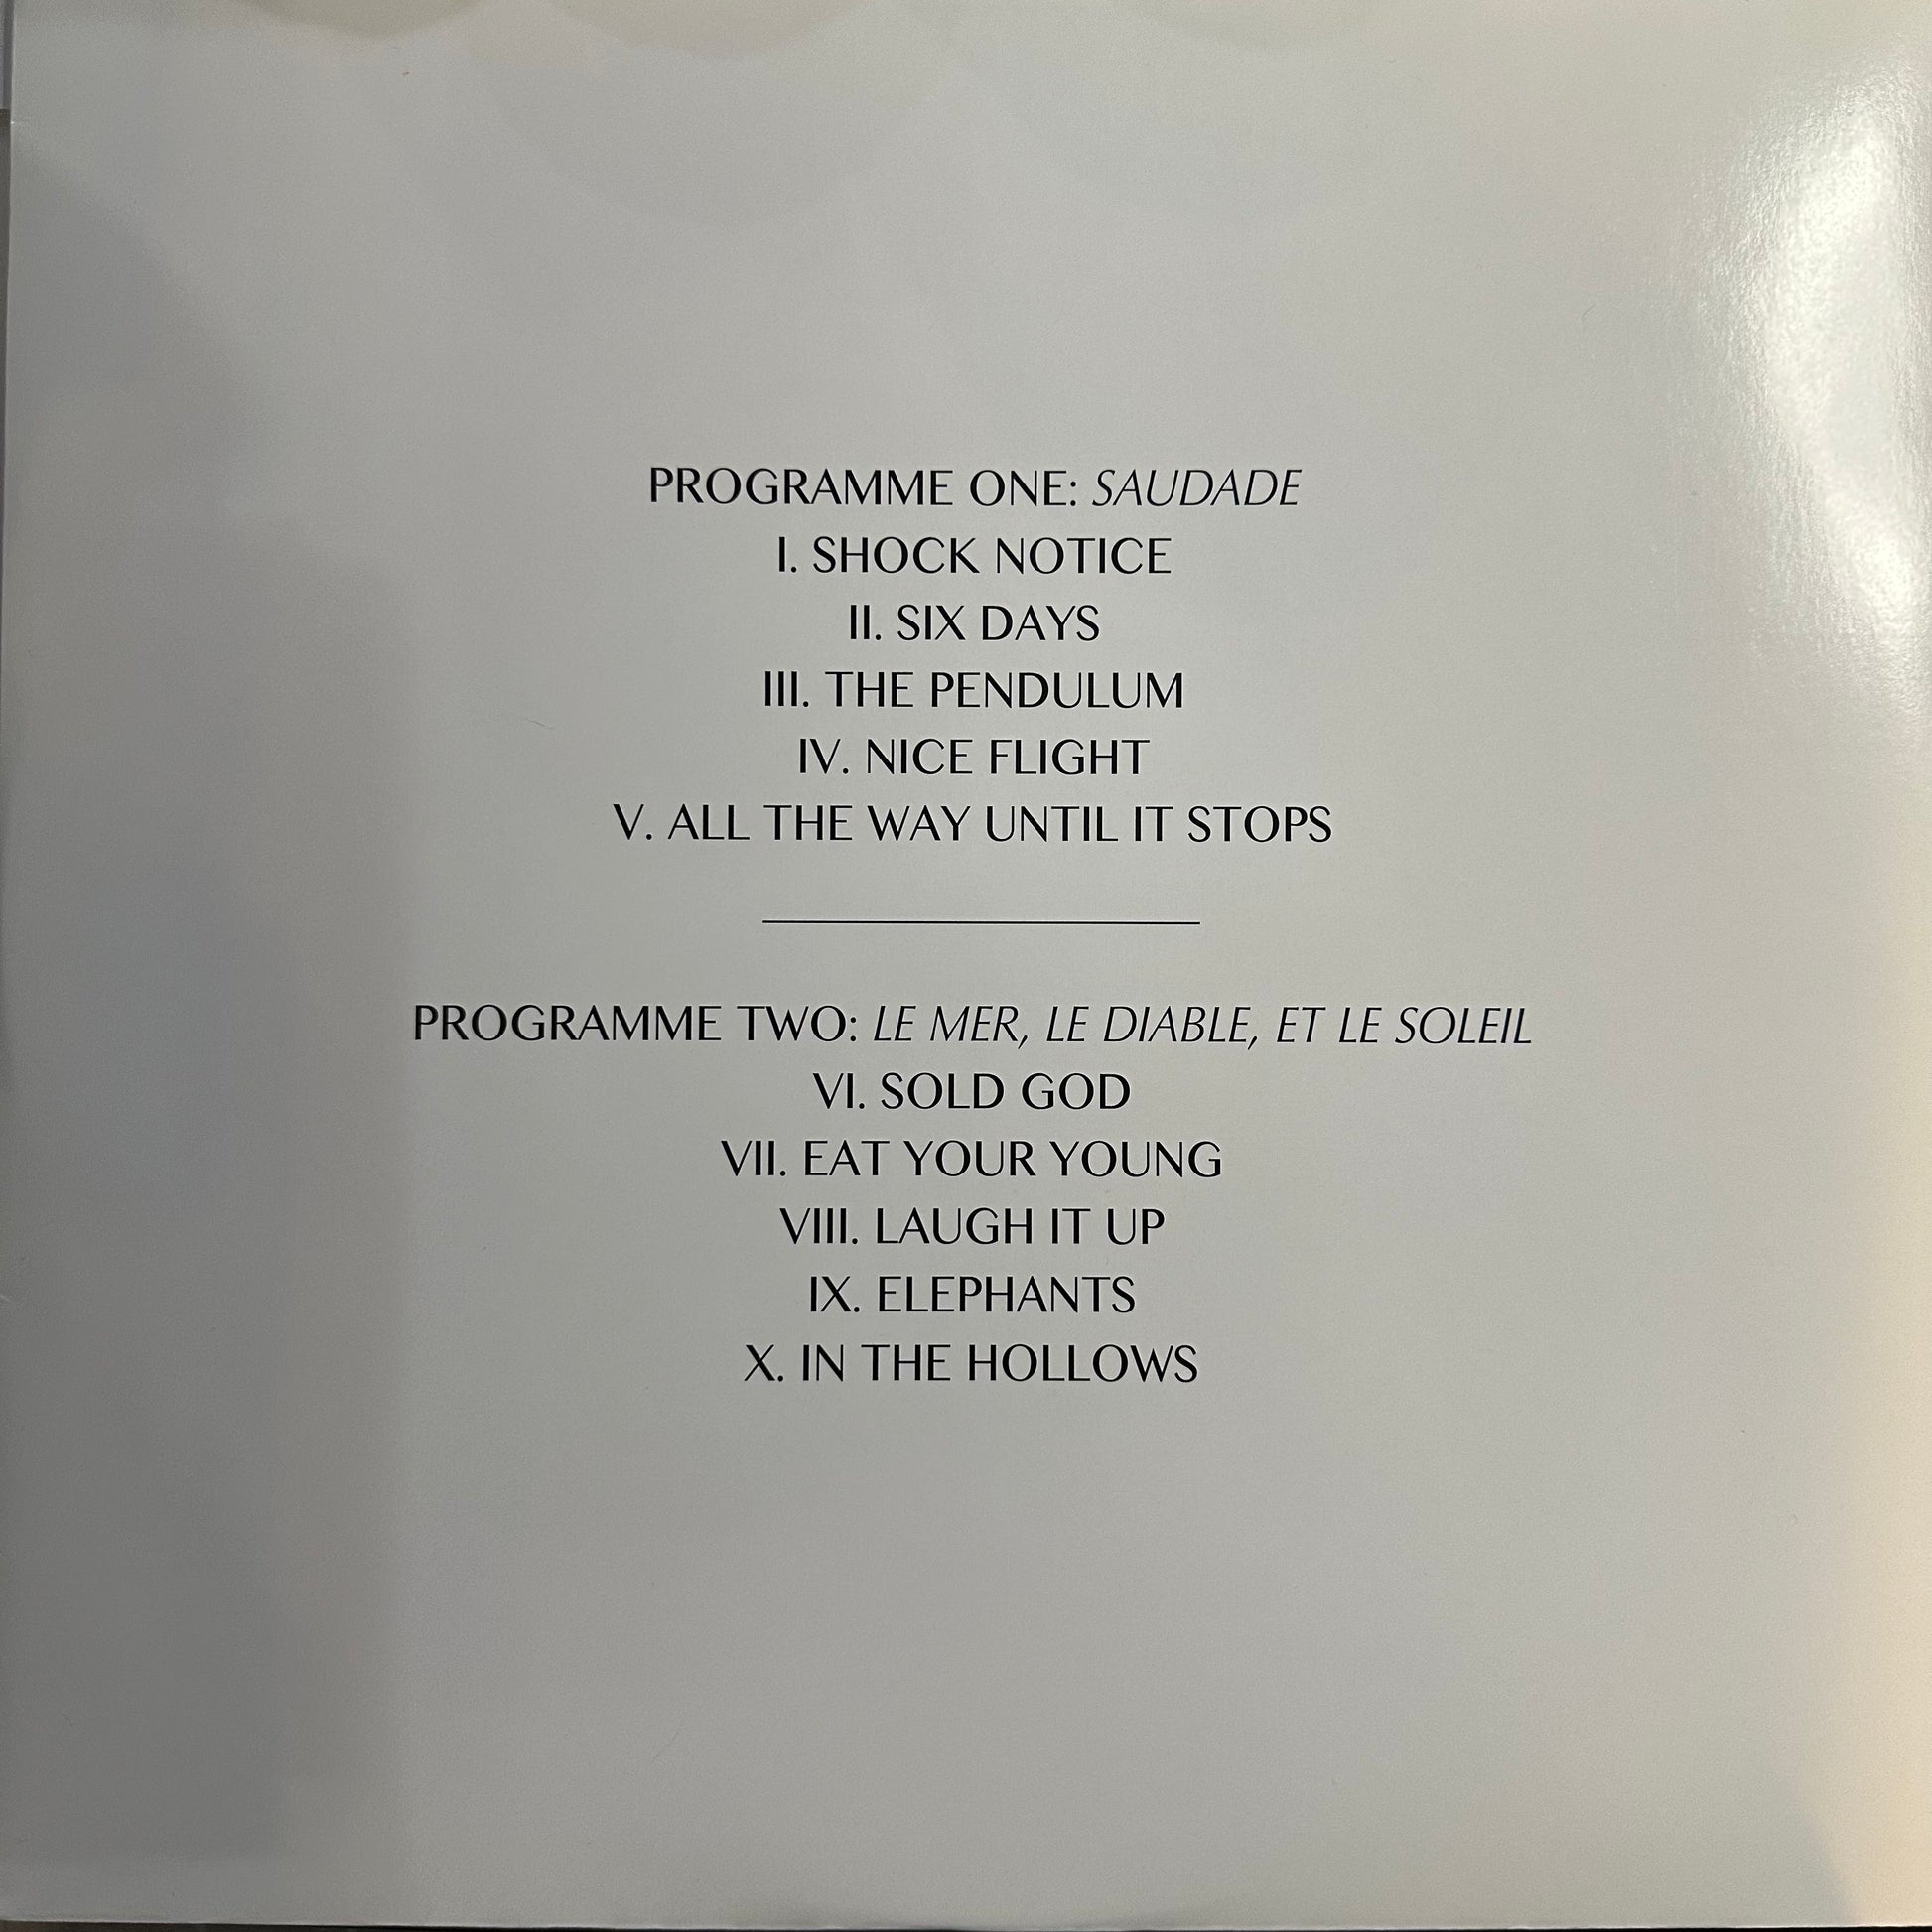 PROGRAMME ONE: SAUDADE
I. SHOCK NOTICE
II. SIX DAYS
III. THE PENDULUM
IV. NICE FLIGHT
V. ALL THE WAY UNTIL IT STOPS
PROGRAMME TWO: LE MER, LE DIABLE, ET LE SOLEIL
VI. SOLD GOD
VII. EAT YOUR YOUNG
VIII. LAUGH IT UP
IX. ELEPHANTS
X. IN THE HOLLOWS